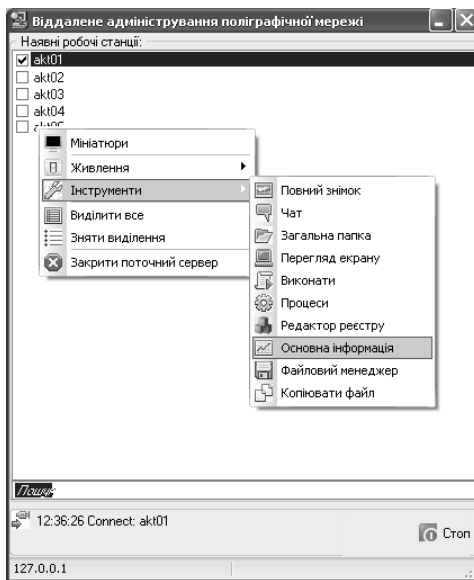 Віддалене адміністрування поліграфічної мережі
Наявні робочі станції:
akt01
akt02
akt03
akt04
Мініатюри
Живлення
Інструменти
Виділити все
Зняти виділення
Закрити поточний сервер
Повний знімок
Чат
Загальна папка
Перегляд екрану
Виконати
Процеси
Редактор реєстру
Основна інформація
Файловий менеджер
Копіювати файл
Пошук
12:36:26 Connect: akt01
Стоп
127.0.0.1